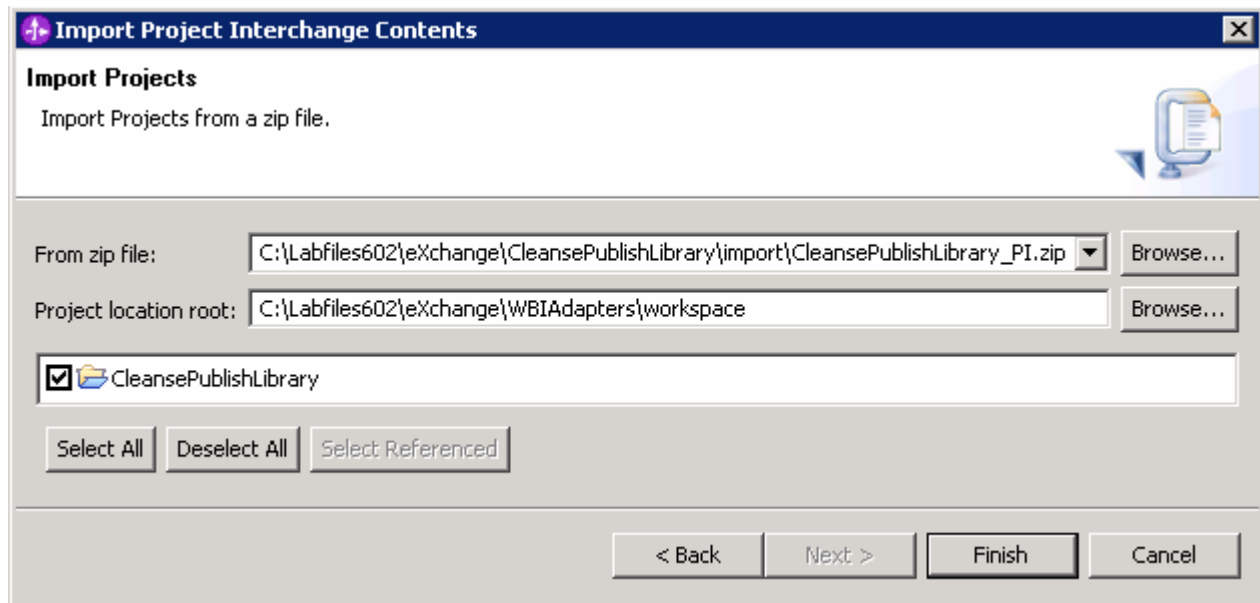 Import Project Interchange Contents
Import Projects
Import Projects from a zip file.
From zip file: C:\Labfiles602\eXchange\CleansePublishLibrary\import\CleansePublishLibrary_PI.zip Browse...
Project location root: C:\Labfiles602\eXchange\WBIAdapters\workspace Browse...
CleansePublishLibrary
Select All Deselect All Select Referenced
< Back Next > Finish Cancel